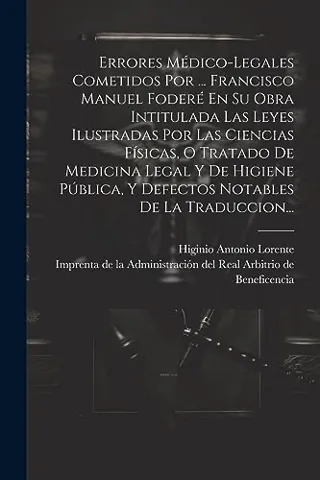 Errores Médico-Legales
Cometidos Por ... Francisco
Manuel Foderé En Su Obra
Intitulada Las Leyes
Ilustradas Por Las Ciencias
Físicas, O Tratado De
Medicina Legal Y De Higiene
Pública, Y Defectos Notables
De La Traduccion...
Higinio Antonio Lorente
Imprenta de la Administración del Real Arbitrio de
Beneficencia